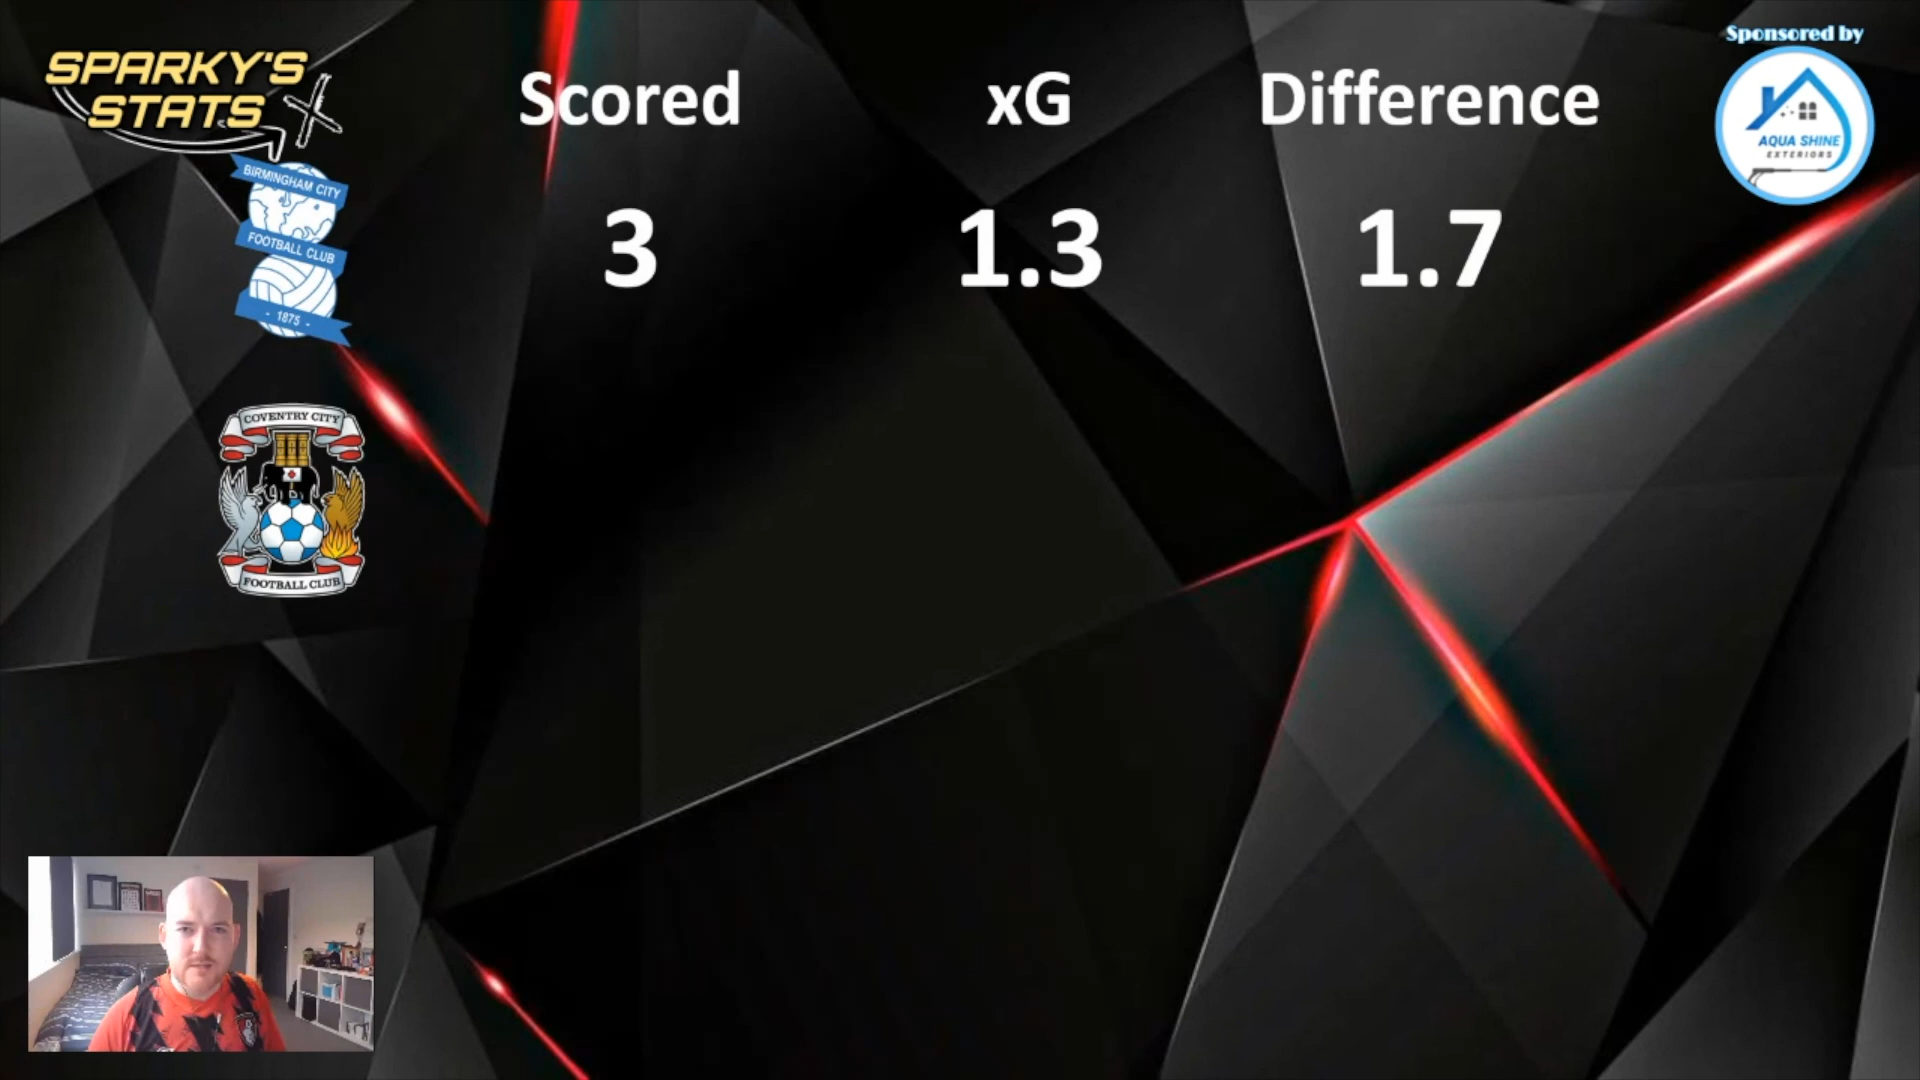 SPARKY'S
STATS X
Scored xG Difference
Sponsored by
AQUA SHINE
EXTERIORS
BIRMINGHAM CITY
FOOTBALL CLUB
- 1875 -
3 1.3 1.7
COVENTRY CITY
FOOTBALL CLUB